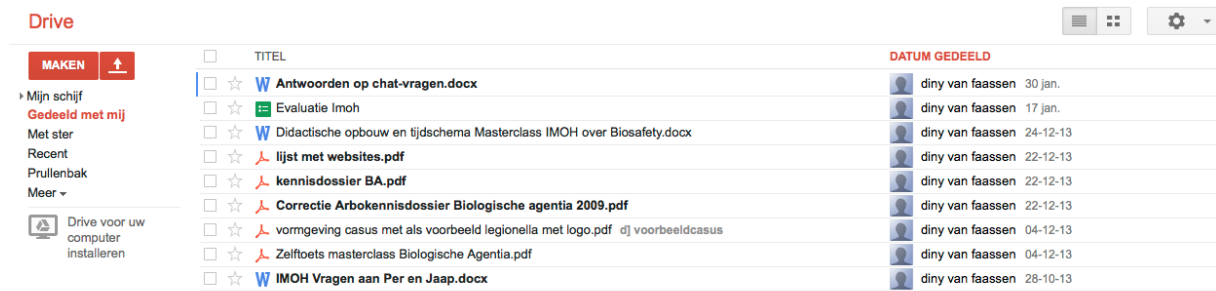 Drive
MAKEN
Mijn schijf
Gedeeld met mij
Met ster
Recent
Prullenbak
Meer
Drive voor uw
computer
installeren
TITEL DATUM GEDEELD
Antwoorden op chat-vragen.docx diny van faassen 30 jan.
Evaluatie Imoh diny van faassen 17 jan.
Didactische opbouw en tijdschema Masterclass IMOH over Biosafety.docx diny van faassen 24-12-13
lijst met websites.pdf diny van faassen 22-12-13
kennisdossier BA.pdf diny van faassen 22-12-13
Correctie Arbokennisdossier Biologische agentia 2009.pdf diny van faassen 22-12-13
vormgeving casus met als voorbeeld legionella met logo.pdf d] voorbeeldcasus diny van faassen 04-12-13
Zelftoets masterclass Biologische Agentia.pdf diny van faassen 04-12-13
IMOH Vragen aan Per en Jaap.docx diny van faassen 28-10-13